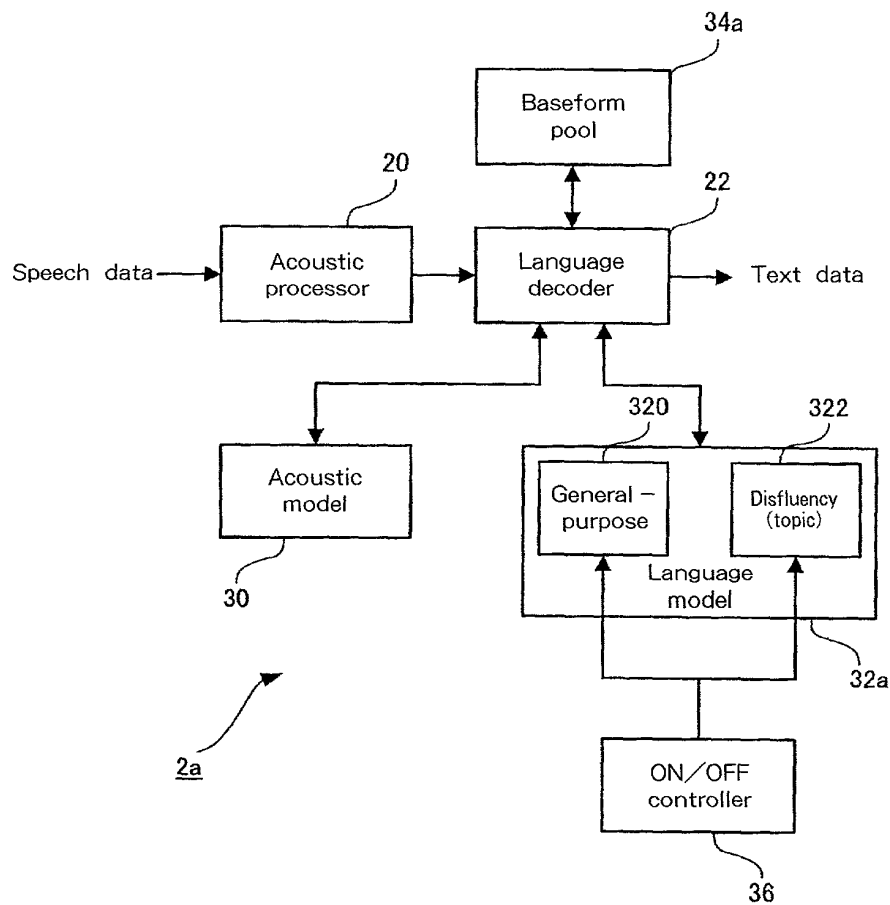 34a
Baseform
pool
20
22
Speech data
Acoustic
processor
Language
decoder
Text data
320
322
Acoustic
model
General-
purpose
Disfluency
(topic)
Language
model
30
32a
2a
ON/OFF
controller
36